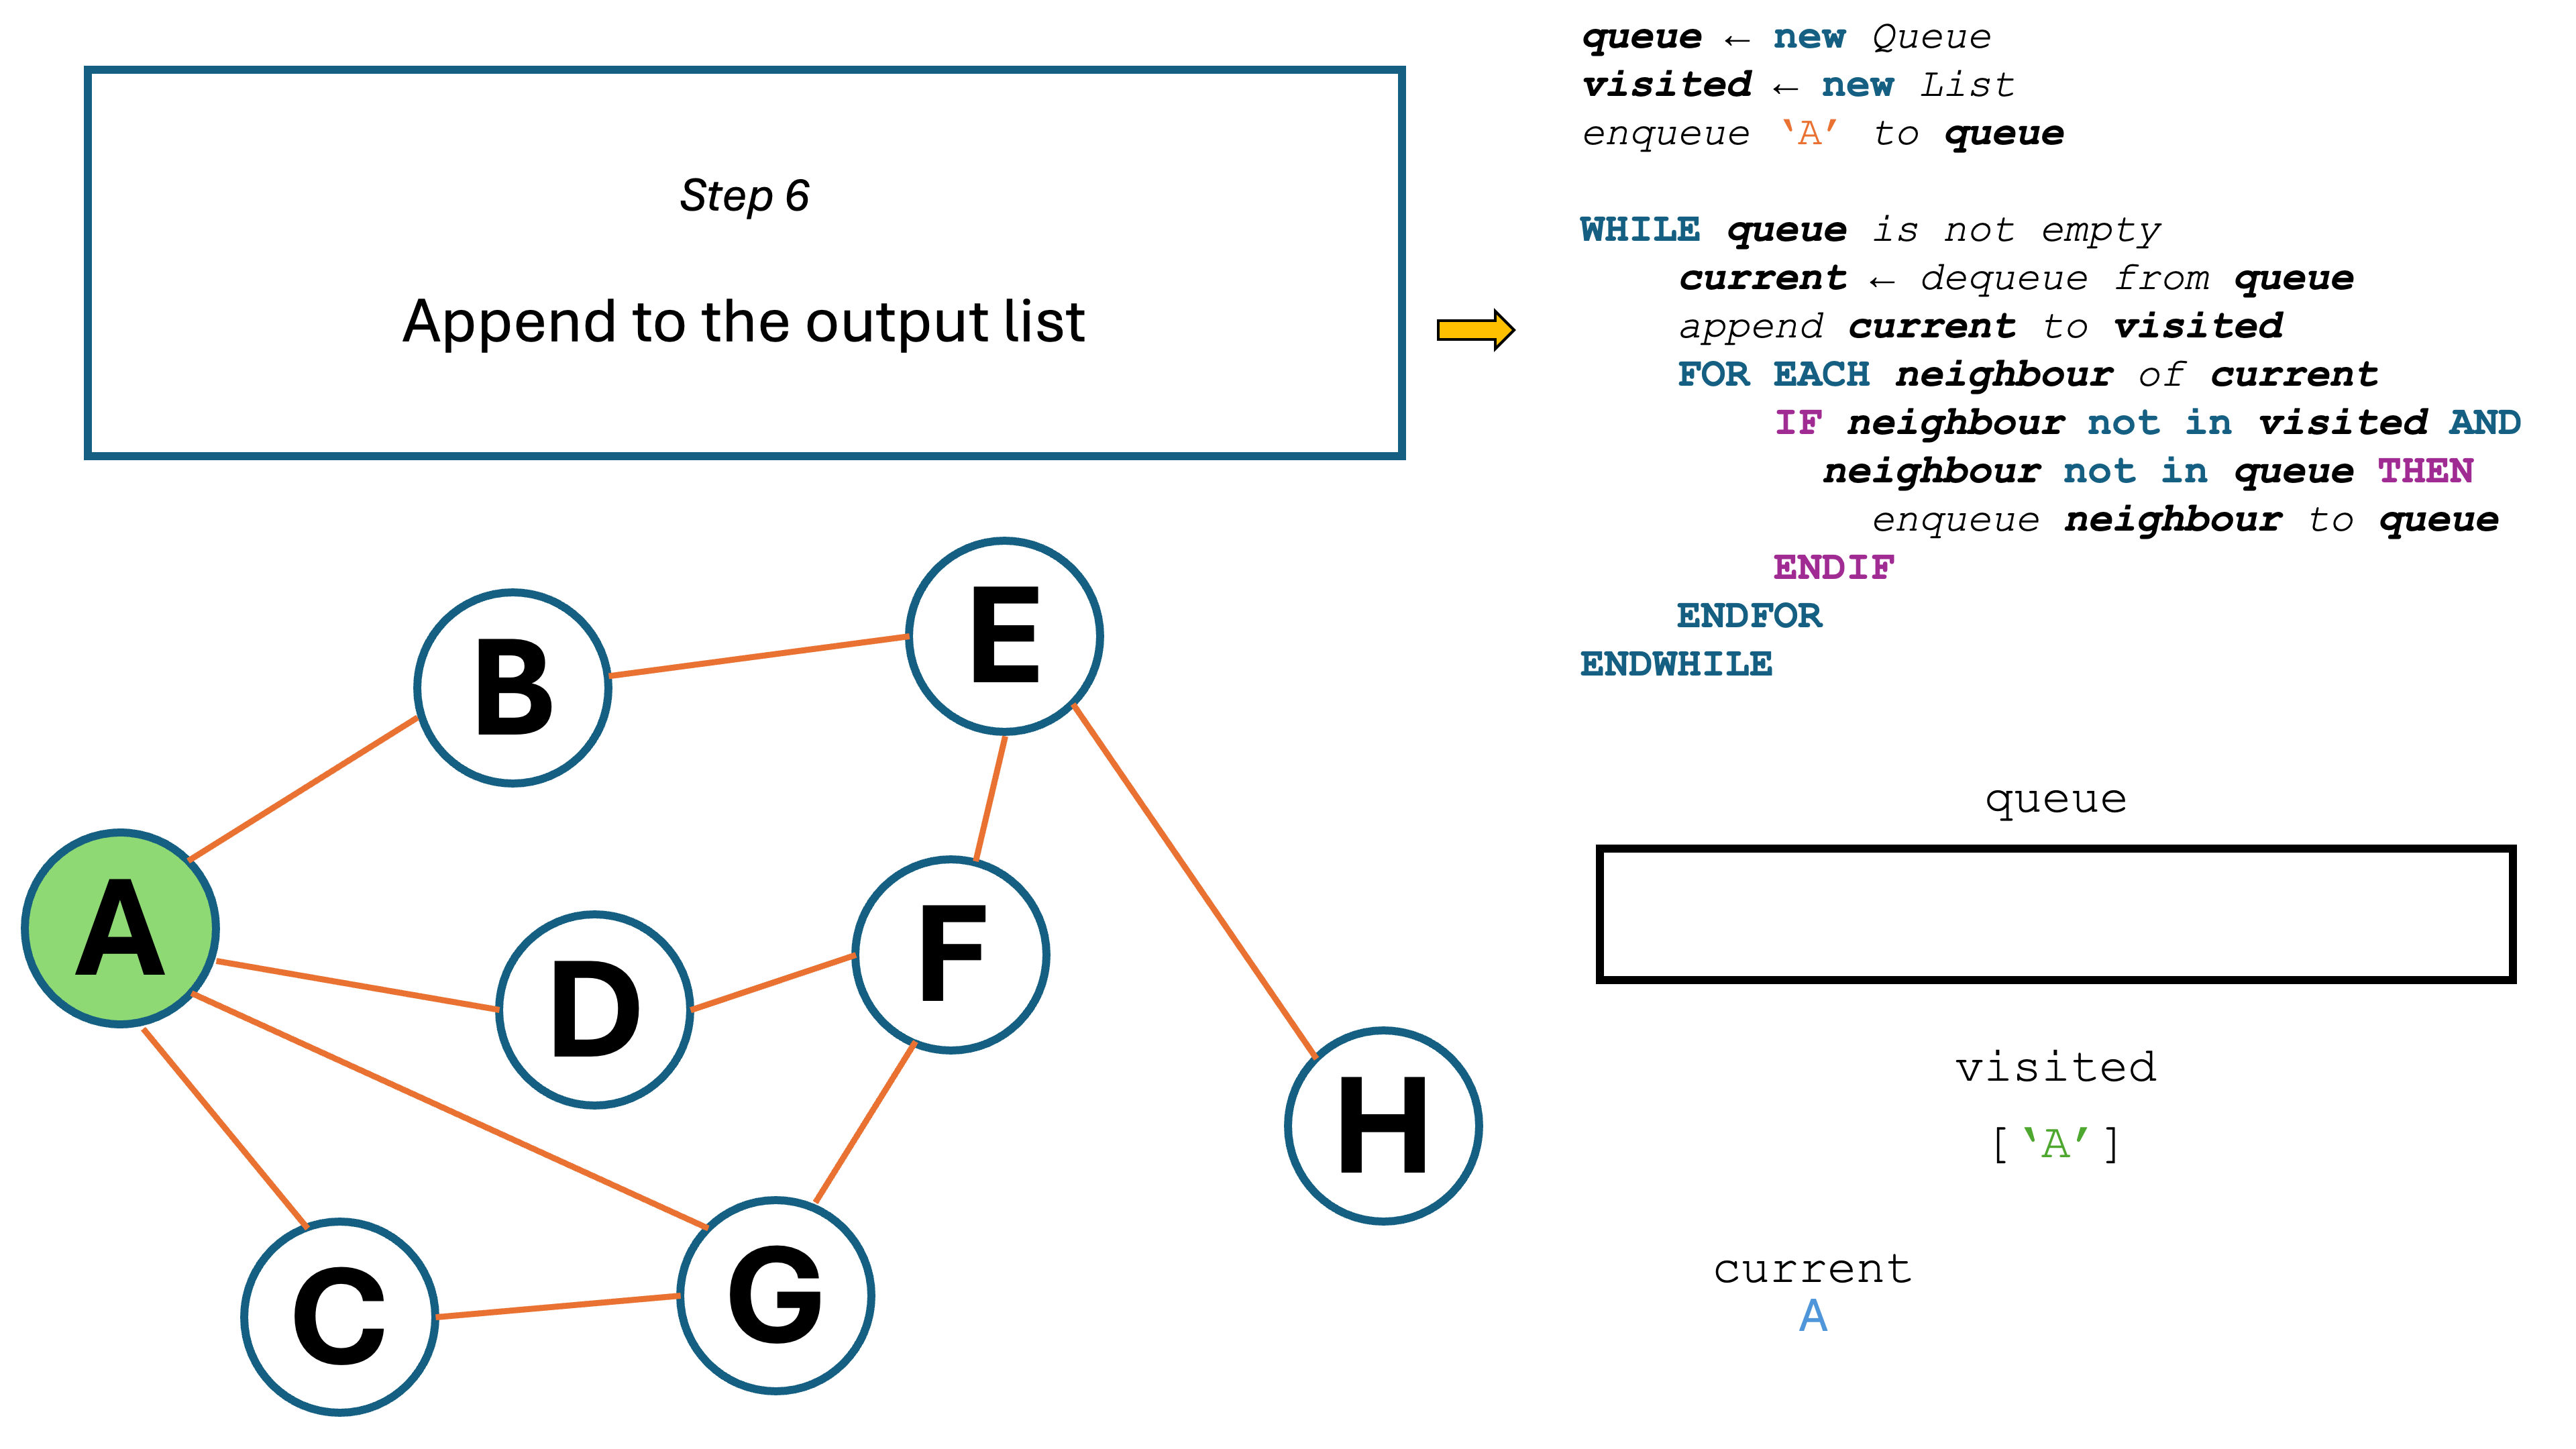 Step 6
Append to the output list
queue ← new Queue
visited ← new List
enqueue ‘A’ to queue
WHILE queue is not empty
current ← dequeue from queue
append current to visited
FOR EACH neighbour of current
IF neighbour not in visited AND
neighbour not in queue THEN
enqueue neighbour to queue
ENDIF
ENDFOR
ENDWHILE
B
E
A
D
F
H
C
G
queue
visited
[‘A’]
current
A